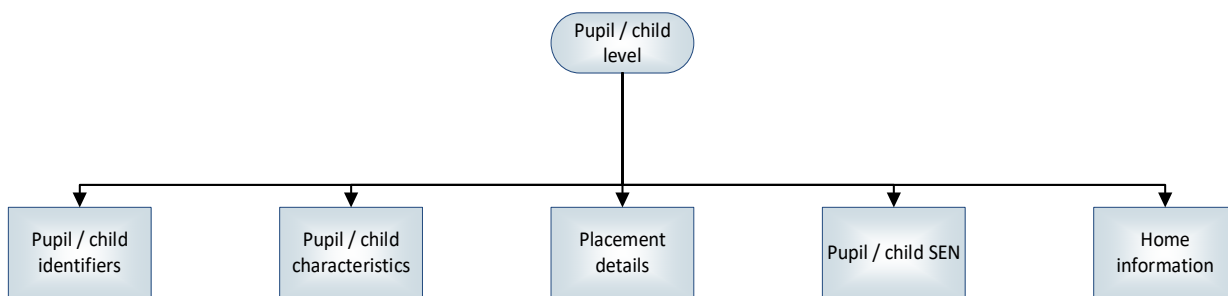 Pupil / child
level
Pupil / child
identifiers
Pupil / child
characteristics
Placement
details
Pupil / child SEN
Home
information